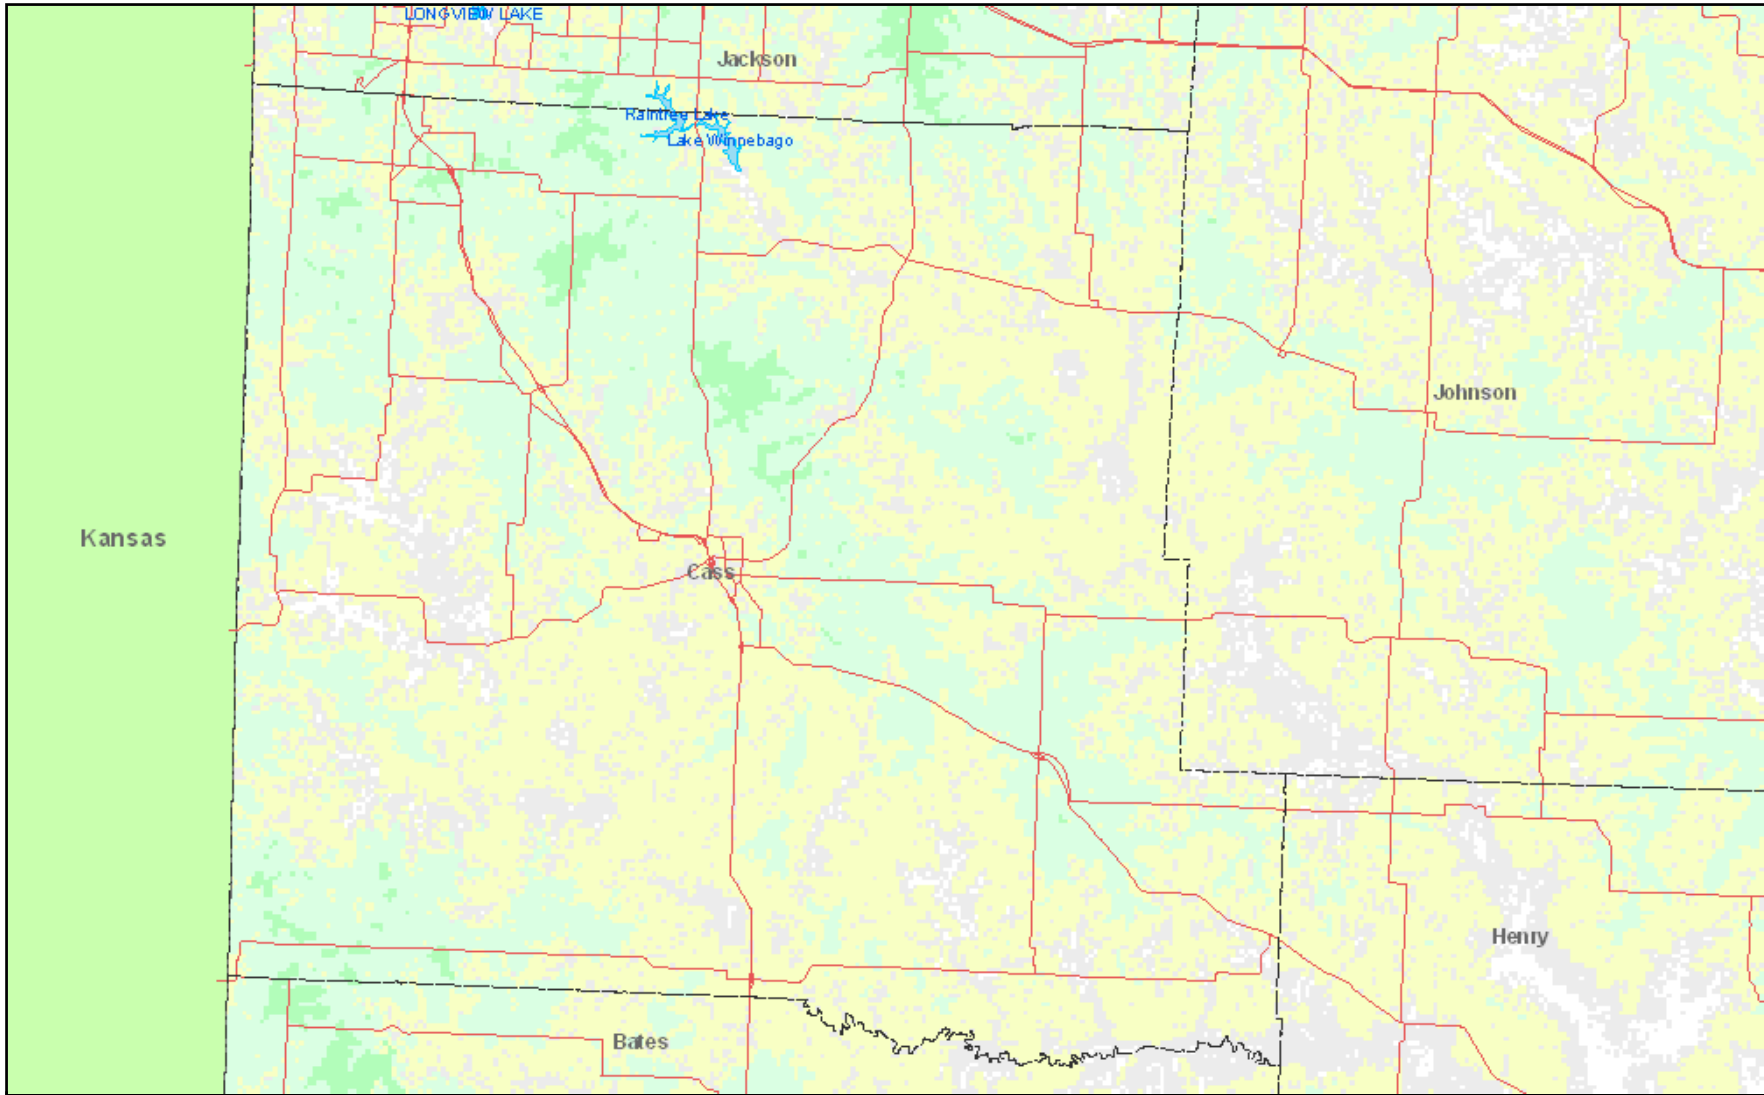 LONGVIEW LAKE
Jackson
Raintree Lake
Lake Winnebago
Johnson
Kansas
Cass
Henry
Bates